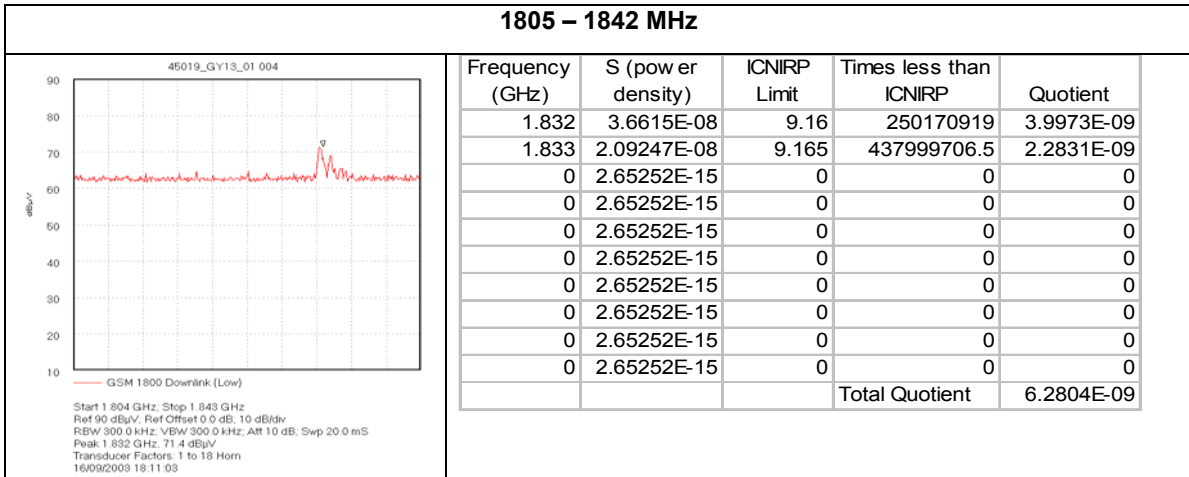 1805 – 1842 MHz
45019_GY13_01 004
90
80
70
60
50
40
30
20
10
dBµV
GSM 1800 Downlink (Low)
Start 1.804 GHz; Stop 1.843 GHz
Ref 90 dBµV; Ref Offset 0.0 dB; 10 dB/div
RBW 300.0 kHz; VBW 300.0 kHz; Att 10 dB; Swp 20.0 mS
Peak 1.832 GHz, 71.4 dBµV
Transducer Factors: 1 to 18 Horn
16/09/2003 18:11:03
Frequency (GHz) S (pow er density) ICNIRP Limit Times less than ICNIRP Quotient
1.832 3.6615E-08 9.16 250170919 3.9973E-09
1.833 2.09247E-08 9.165 437999706.5 2.2831E-09
0 2.65252E-15 0 0 0
0 2.65252E-15 0 0 0
0 2.65252E-15 0 0 0
0 2.65252E-15 0 0 0
0 2.65252E-15 0 0 0
0 2.65252E-15 0 0 0
0 2.65252E-15 0 0 0
0 2.65252E-15 0 0 0
Total Quotient 6.2804E-09